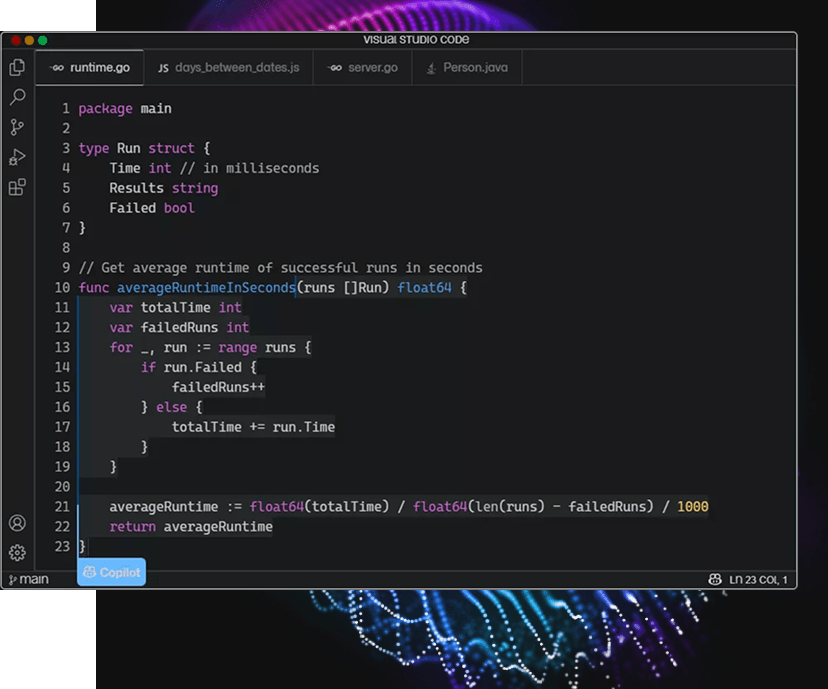 VISUAL STUDIO CODE
runtime.go
JS days_between_dates.js
server.go
Person.java
1 package main
2
3 type Run struct {
4     Time int // in milliseconds
5     Results string
6     Failed bool
7 }
8
9 // Get average runtime of successful runs in seconds
10 func averageRuntimeInSeconds(runs []Run) float64 {
11     var totalTime int
12     var failedRuns int
13     for _, run := range runs {
14         if run.Failed {
15             failedRuns++
16         } else {
17             totalTime += run.Time
18         }
19     }
20
21     averageRuntime := float64(totalTime) / float64(len(runs) - failedRuns) / 1000
22     return averageRuntime
23 }
Copilot
main
LN 23 COL, 1